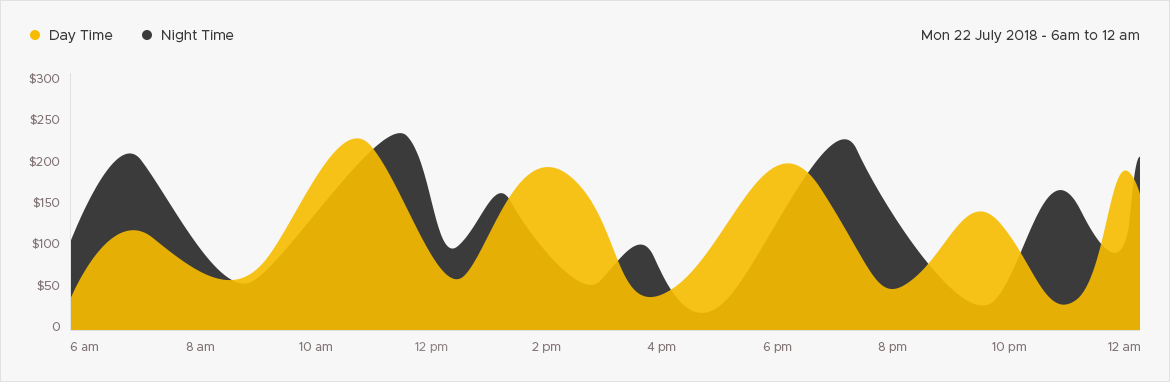 Day Time
Night Time
Mon 22 July 2018 - 6am to 12 am
$300
$250
$200
$150
$100
$50
0
6 am
8 am
10 am
12 pm
2 pm
4 pm
6 pm
8 pm
10 pm
12 am